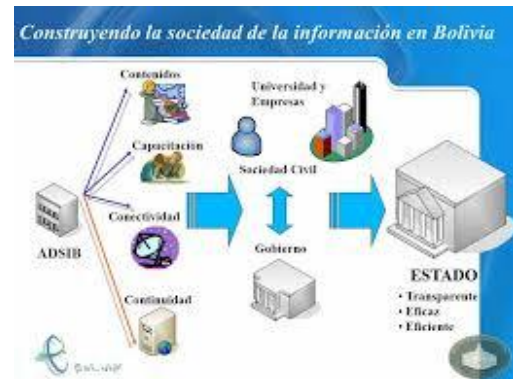 Construyendo la sociedad de la información en Bolivia
Contenidos
Universidad y
Empresas
Capacitación
Sociedad Civil
Conectividad
ADSIB
Gobierno
Continuidad
ESTADO
• Transparente
• Eficaz
• Eficiente